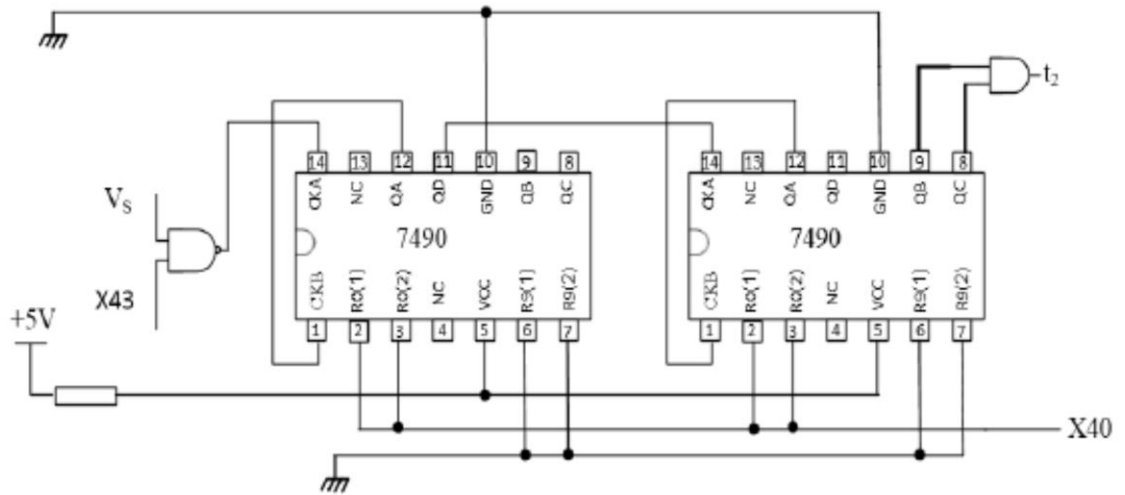 t2
14 13 12 11 10 9 8
CKA NC QA QD GND QB QC
7490
CKB R0(1) R0(2) NC VCC R9(1) R9(2)
1 2 3 4 5 6 7
14 13 12 11 10 9 8
CKA NC QA QD GND QB QC
7490
CKB R0(1) R0(2) NC VCC R9(1) R9(2)
1 2 3 4 5 6 7
VS
X43
+5V
X40